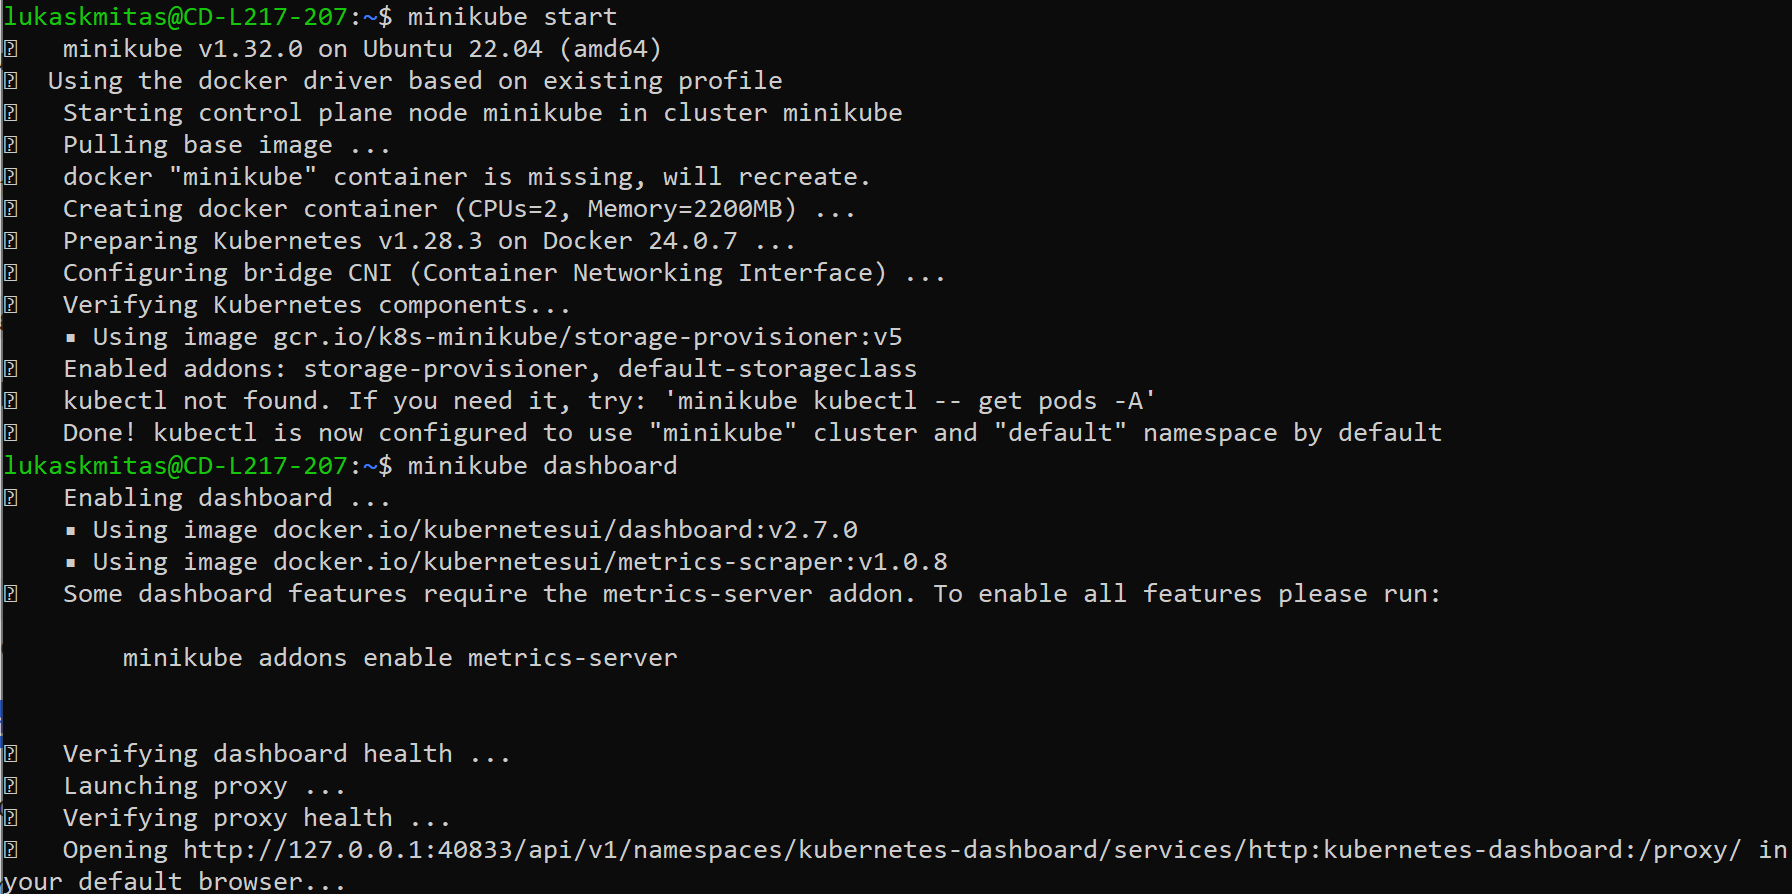 lukaskmitas@CD-L217-207:~$ minikube start
minikube v1.32.0 on Ubuntu 22.04 (amd64)
Using the docker driver based on existing profile
Starting control plane node minikube in cluster minikube
Pulling base image ...
docker "minikube" container is missing, will recreate.
Creating docker container (CPUs=2, Memory=2200MB) ...
Preparing Kubernetes v1.28.3 on Docker 24.0.7 ...
Configuring bridge CNI (Container Networking Interface) ...
Verifying Kubernetes components...
▪ Using image gcr.io/k8s-minikube/storage-provisioner:v5
Enabled addons: storage-provisioner, default-storageclass
kubectl not found. If you need it, try: 'minikube kubectl -- get pods -A'
Done! kubectl is now configured to use "minikube" cluster and "default" namespace by default
lukaskmitas@CD-L217-207:~$ minikube dashboard
Enabling dashboard ...
▪ Using image docker.io/kubernetesui/dashboard:v2.7.0
▪ Using image docker.io/kubernetesui/metrics-scraper:v1.0.8
Some dashboard features require the metrics-server addon. To enable all features please run:
minikube addons enable metrics-server
Verifying dashboard health ...
Launching proxy ...
Verifying proxy health ...
Opening http://127.0.0.1:40833/api/v1/namespaces/kubernetes-dashboard/services/http:kubernetes-dashboard:/proxy/ in
your default browser...